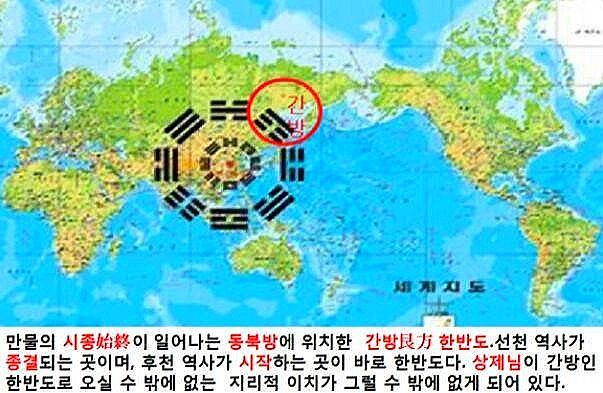 간
방
세계지도
만물의 시종始終이 일어나는 동북방에 위치한 간방艮方 한반도.선천 역사가
종결되는 곳이며, 후천 역사가 시작하는 곳이 바로 한반도다. 상제님이 간방인
한반도로 오실 수 밖에 없는 지리적 이치가 그럴 수 밖에 없게 되어 있다.